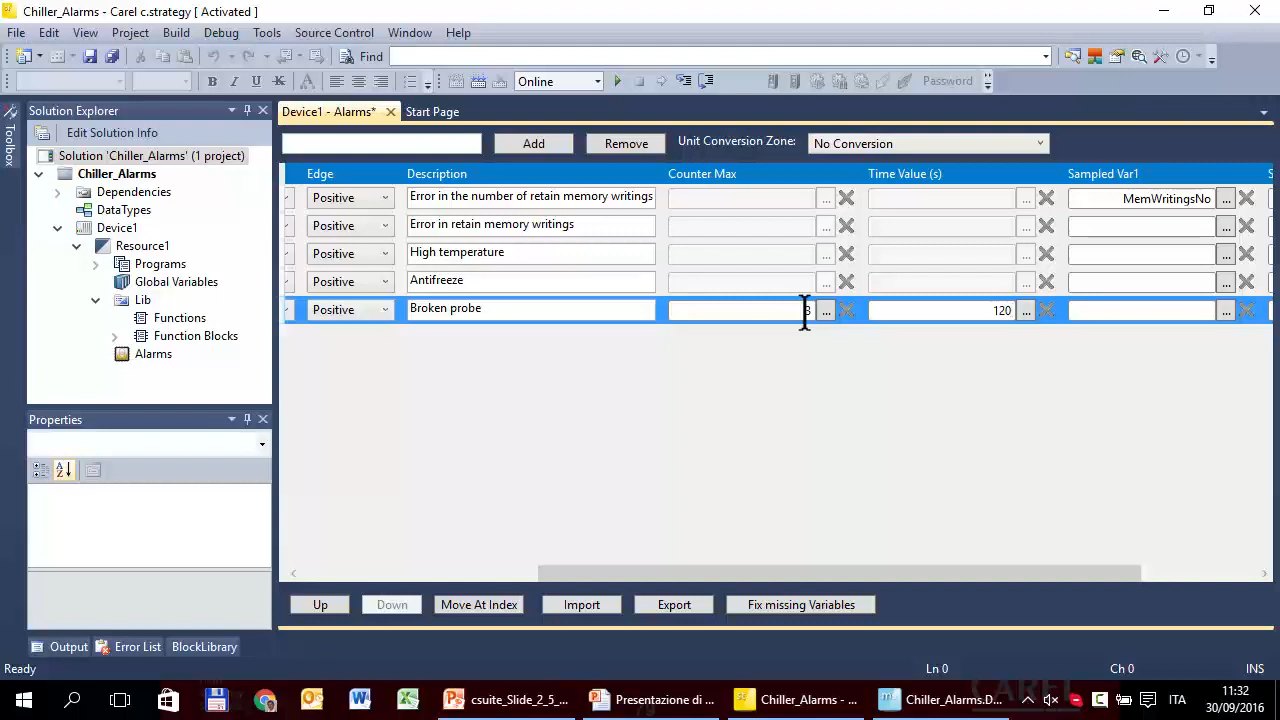 Chiller_Alarms - Carel c.strategy [ Activated ]
File Edit View Project Build Debug Tools Source Control Window Help
Find
Online Password
Toolbox
Solution Explorer
Edit Solution Info
Solution 'Chiller_Alarms' (1 project)
Chiller_Alarms
Dependencies
DataTypes
Device1
Resource1
Programs
Global Variables
Lib
Functions
Function Blocks
Alarms
Properties
Device1 - Alarms* Start Page
Add Remove Unit Conversion Zone: No Conversion
Edge Description Counter Max Time Value (s) Sampled Var1
Positive Error in the number of retain memory writings ... ... MemWritingsNo ...
Positive Error in retain memory writings ... ... ...
Positive High temperature ... ... ...
Positive Antifreeze ... ... ...
Positive Broken probe ... 120 ... ...
Up Down Move At Index Import Export Fix missing Variables
Output Error List BlockLibrary
Ready Ln 0 Ch 0 INS
csuite_Slide_2_5_... Presentazione di ... Chiller_Alarms - ... Chiller_Alarms.D... ITA 11:32
30/09/2016